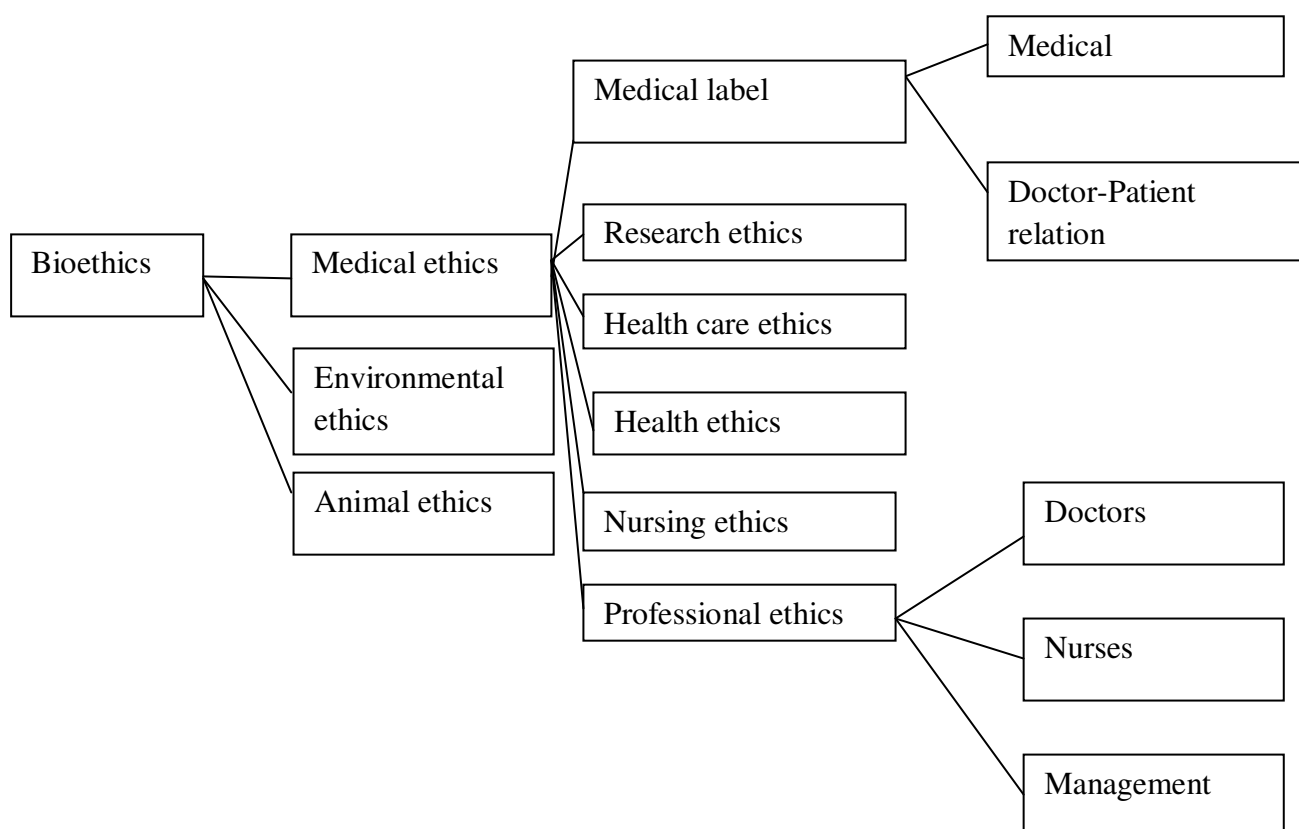 Medical
Medical label
Doctor-Patient
relation
Research ethics
Bioethics
Medical ethics
Health care ethics
Environmental
ethics
Health ethics
Animal ethics
Nursing ethics
Doctors
Professional ethics
Nurses
Management